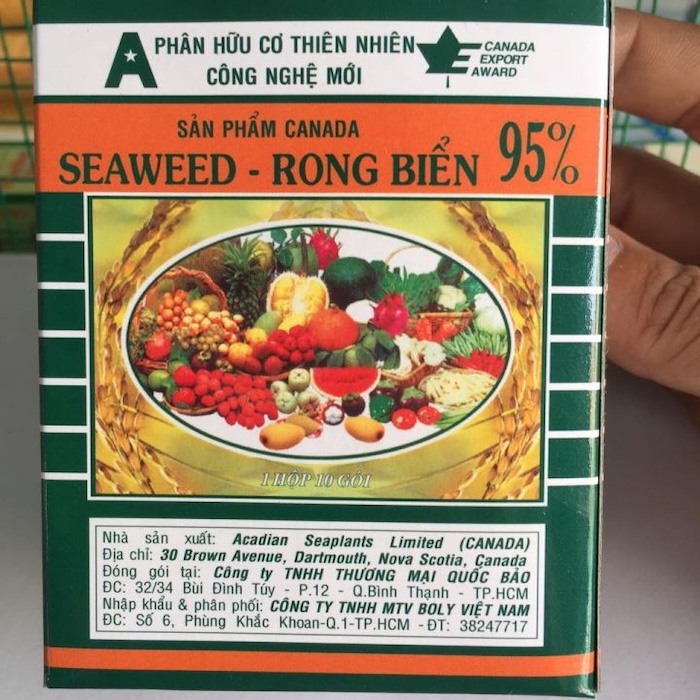 A PHÂN HỮU CƠ THIÊN NHIÊN
CÔNG NGHỆ MỚI
CANADA
EXPORT
AWARD
SẢN PHẨM CANADA
SEAWEED - RONG BIỂN 95%
1 HỘP 10 GÓI
Nhà sản xuất: Acadian Seaplants Limited (CANADA)
Địa chỉ: 30 Brown Avenue, Dartmouth, Nova Scotia, Canada
Đóng gói tại: Công ty TNHH THƯƠNG MẠI QUỐC BẢO
ĐC: 32/34 Bùi Đình Túy - P.12 - Q.Bình Thạnh - TP.HCM
Nhập khẩu & phân phối: CÔNG TY TNHH MTV BOLY VIỆT NAM
ĐC: Số 6, Phùng Khắc Khoan-Q.1-TP.HCM -ĐT: 38247717